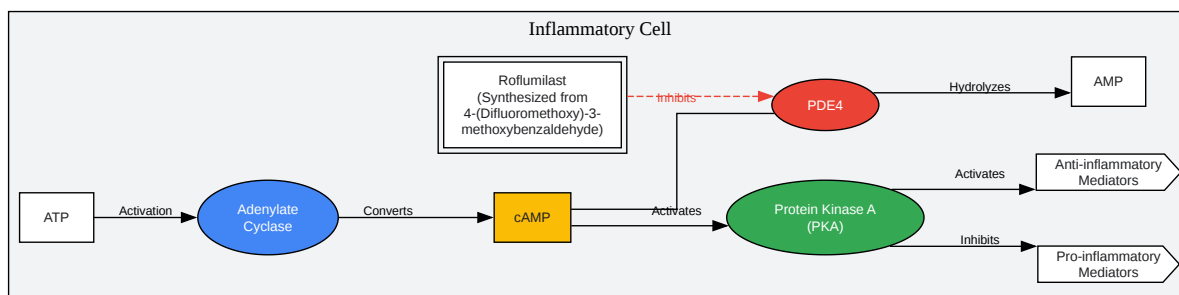 Inflammatory Cell
Roflumilast
(Synthesized from
4-(Difluoromethoxy)-3-
methoxybenzaldehyde)
Inhibits
PDE4
Hydrolyzes
AMP
ATP
Activation
Adenylate
Cyclase
Converts
cAMP
Activates
Protein Kinase A
(PKA)
Activates
Anti-inflammatory
Mediators
Inhibits
Pro-inflammatory
Mediators